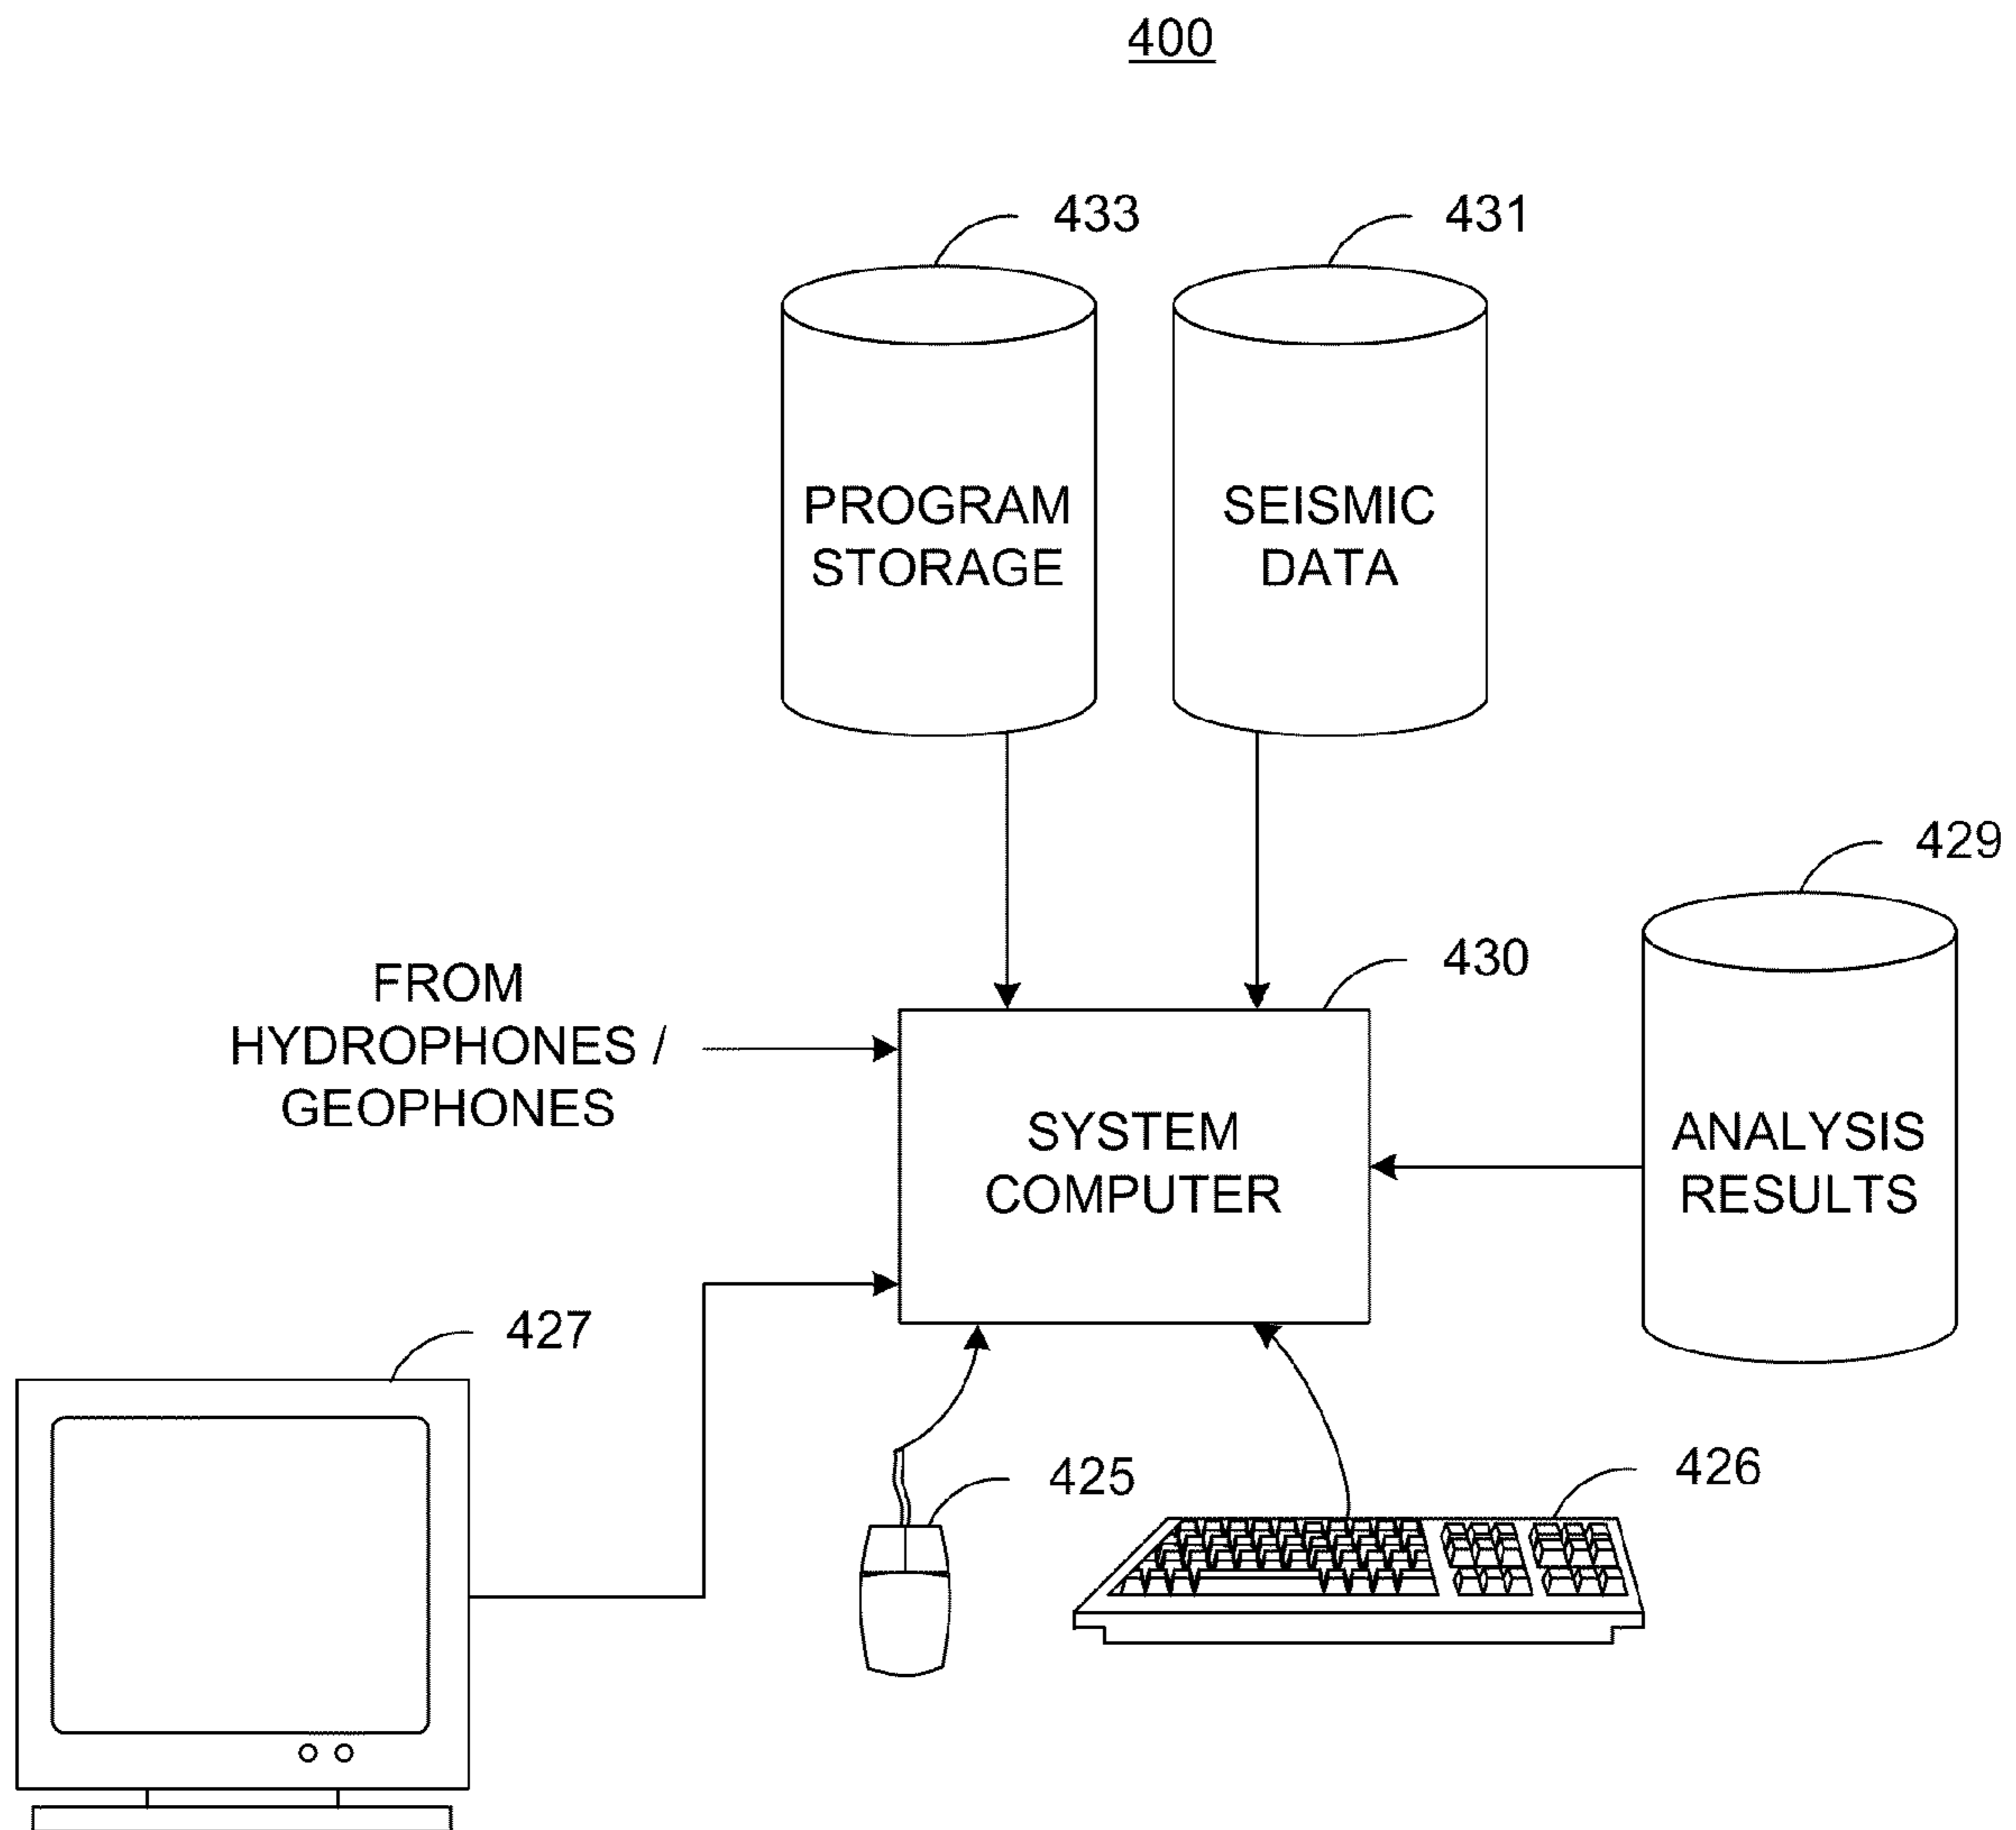 400
433
431
PROGRAM
STORAGE
SEISMIC
DATA
429
430
FROM
HYDROPHONES /
GEOPHONES
SYSTEM
COMPUTER
ANALYSIS
RESULTS
427
425
426